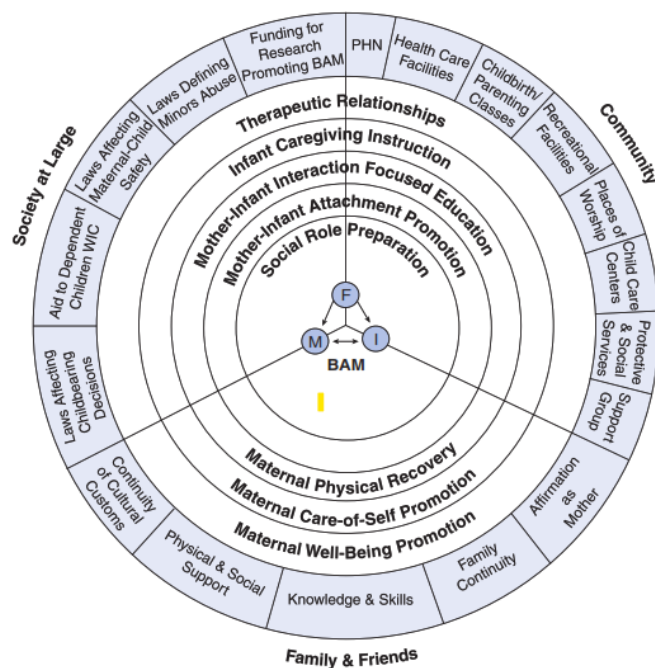 Society at Large
Laws Affecting
Childbearing
Decisions
Aid to Dependent
Children WIC
Laws Affecting
Maternal-Child
Safety
Laws Defining
Minors Abuse
Funding for
Research
Promoting BAM
Community
PHN
Health Care
Facilities
Childbirth/
Parenting
Classes
Recreational
Facilities
Places of
Worship
Child Care
Centers
Protective
& Social
Services
Support
Group
Therapeutic Relationships
Infant Caregiving Instruction
Mother-Infant Interaction Focused Education
Mother-Infant Attachment Promotion
Social Role Preparation
F
M
I
BAM
Maternal Physical Recovery
Maternal Care-of-Self Promotion
Maternal Well-Being Promotion
Continuity
of Cultural
Customs
Physical & Social
Support
Knowledge & Skills
Family
Continuity
Affirmation
as
Mother
Family & Friends